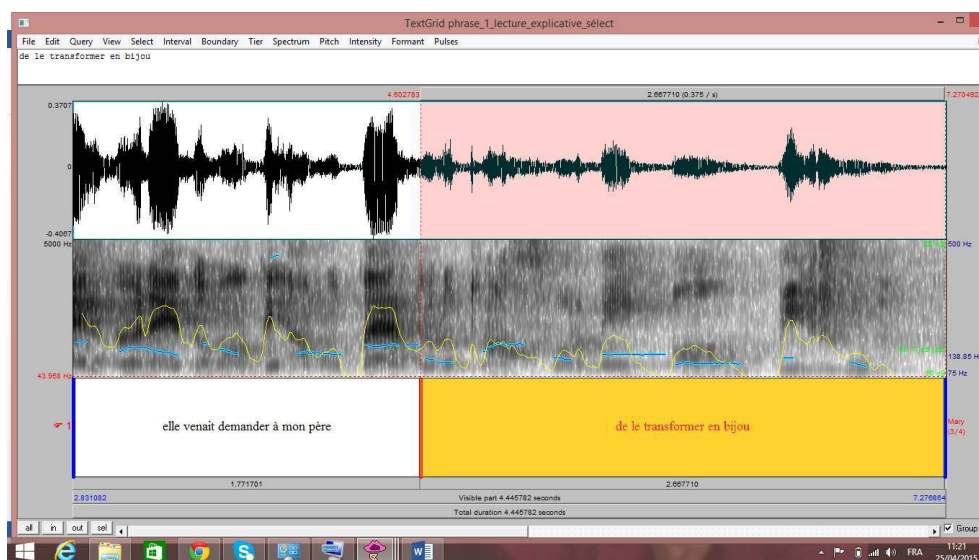 TextGrid phrase_1_lecture_explicative_sélect
File Edit Query View Select Interval Boundary Tier Spectrum Pitch Intensity Formant Pulses
de le transformer en bijou
4.602783 2.667710 (0.375 / s) 7.270492
0.3707
0
-0.4067
5000 Hz 500 Hz
138.85 Hz
43.958 Hz 75 Hz
1 elle venait demander à mon père de le transformer en bijou Mary
(3/4)
1.771701 2.667710
2.831082 Visible part 4.445782 seconds 7.276864
Total duration 4.445782 seconds
all in out sel Group
FRA 11:21
25/04/2015